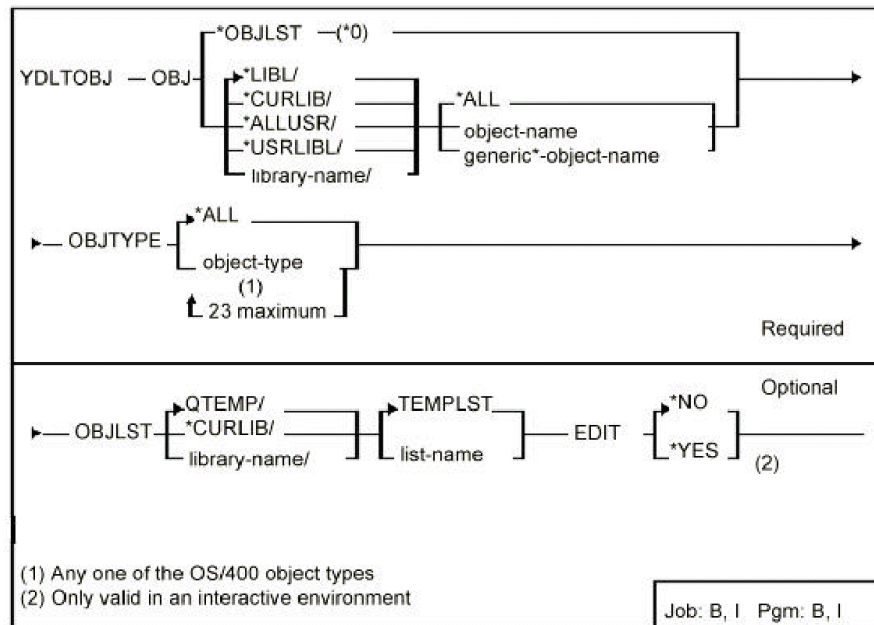 *OBJLST (*0)
YDLTOBJ OBJ *LIBL/
*CURLIB/ *ALL
*ALLUSR/ object-name
*USRLIBL/ generic*-object-name
library-name/
OBJTYPE *ALL
object-type
(1)
23 maximum
Required
Optional
OBJLST QTEMP/ TEMPLST EDIT *NO
*CURLIB/
library-name/ list-name *YES (2)
(1) Any one of the OS/400 object types
(2) Only valid in an interactive environment
Job: B, I Pgm: B, I